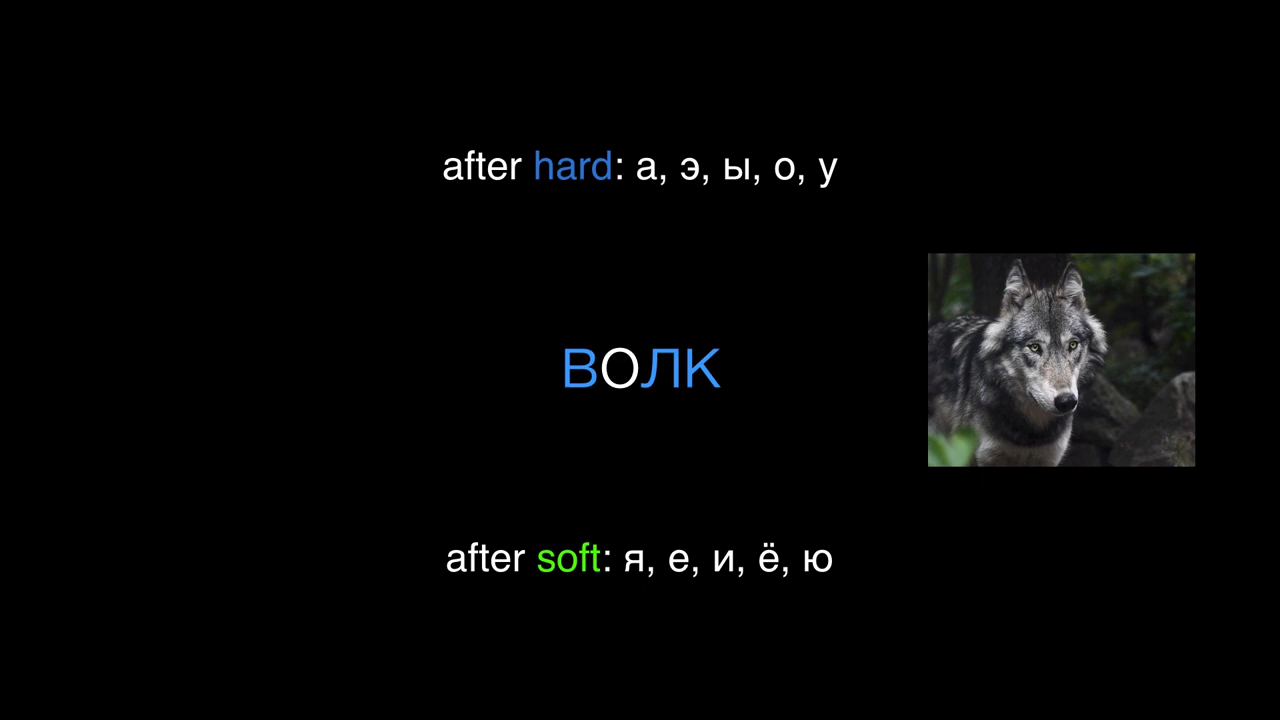 after hard: а, э, ы, о, у
ВОЛК
after soft: я, е, и, ё, ю